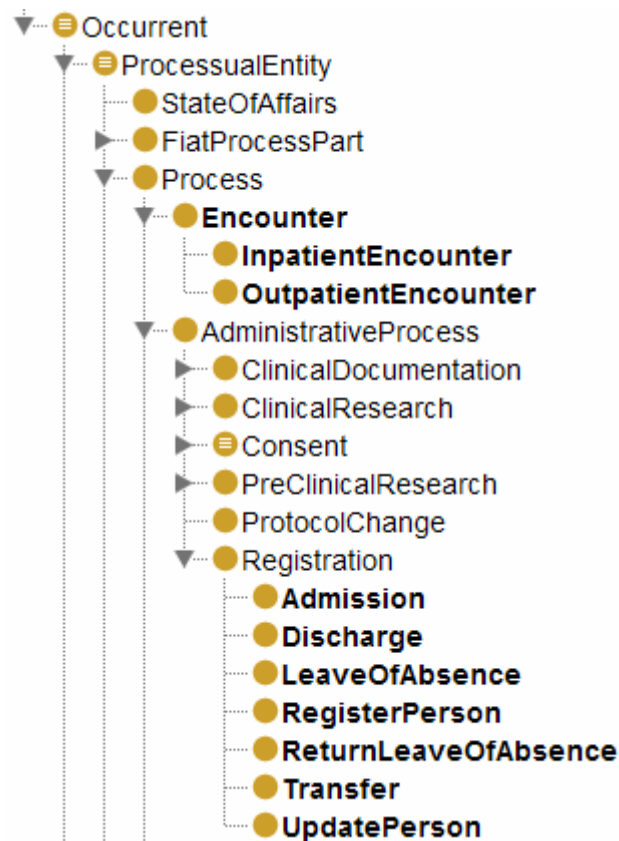 Occurrent
ProcessualEntity
StateOfAffairs
FiatProcessPart
Process
Encounter
InpatientEncounter
OutpatientEncounter
AdministrativeProcess
ClinicalDocumentation
ClinicalResearch
Consent
PreClinicalResearch
ProtocolChange
Registration
Admission
Discharge
LeaveOfAbsence
RegisterPerson
ReturnLeaveOfAbsence
Transfer
UpdatePerson